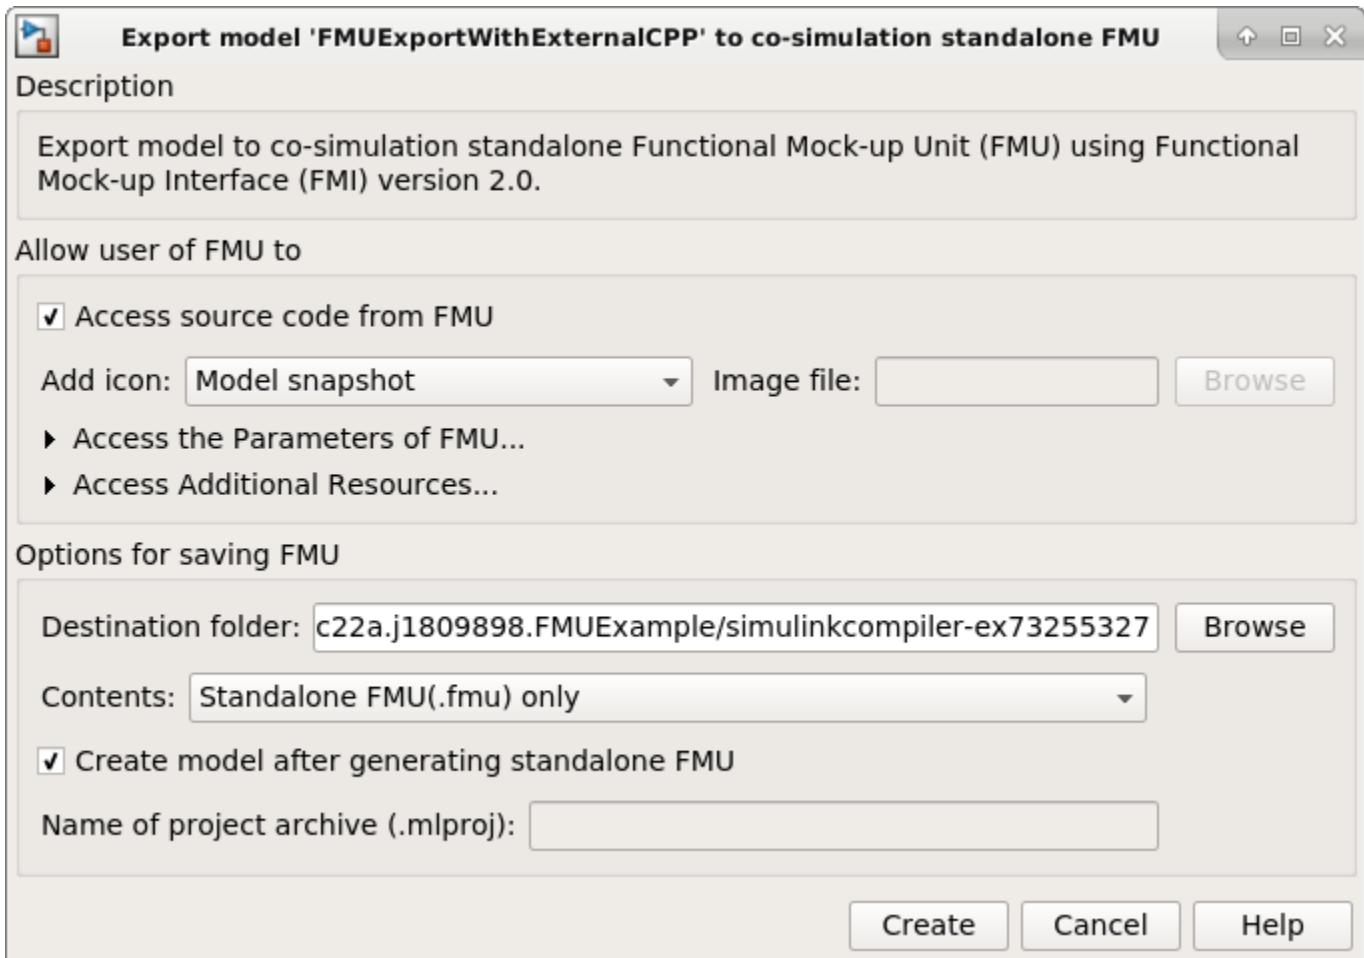 Export model 'FMUExportWithExternalCPP' to co-simulation standalone FMU
Description
Export model to co-simulation standalone Functional Mock-up Unit (FMU) using Functional
Mock-up Interface (FMI) version 2.0.
Allow user of FMU to
Access source code from FMU
Add icon: Model snapshot Image file: Browse
Access the Parameters of FMU...
Access Additional Resources...
Options for saving FMU
Destination folder: c22a.j1809898.FMUExample/simulinkcompiler-ex73255327 Browse
Contents: Standalone FMU(.fmu) only
Create model after generating standalone FMU
Name of project archive (.mlproj):
Create Cancel Help